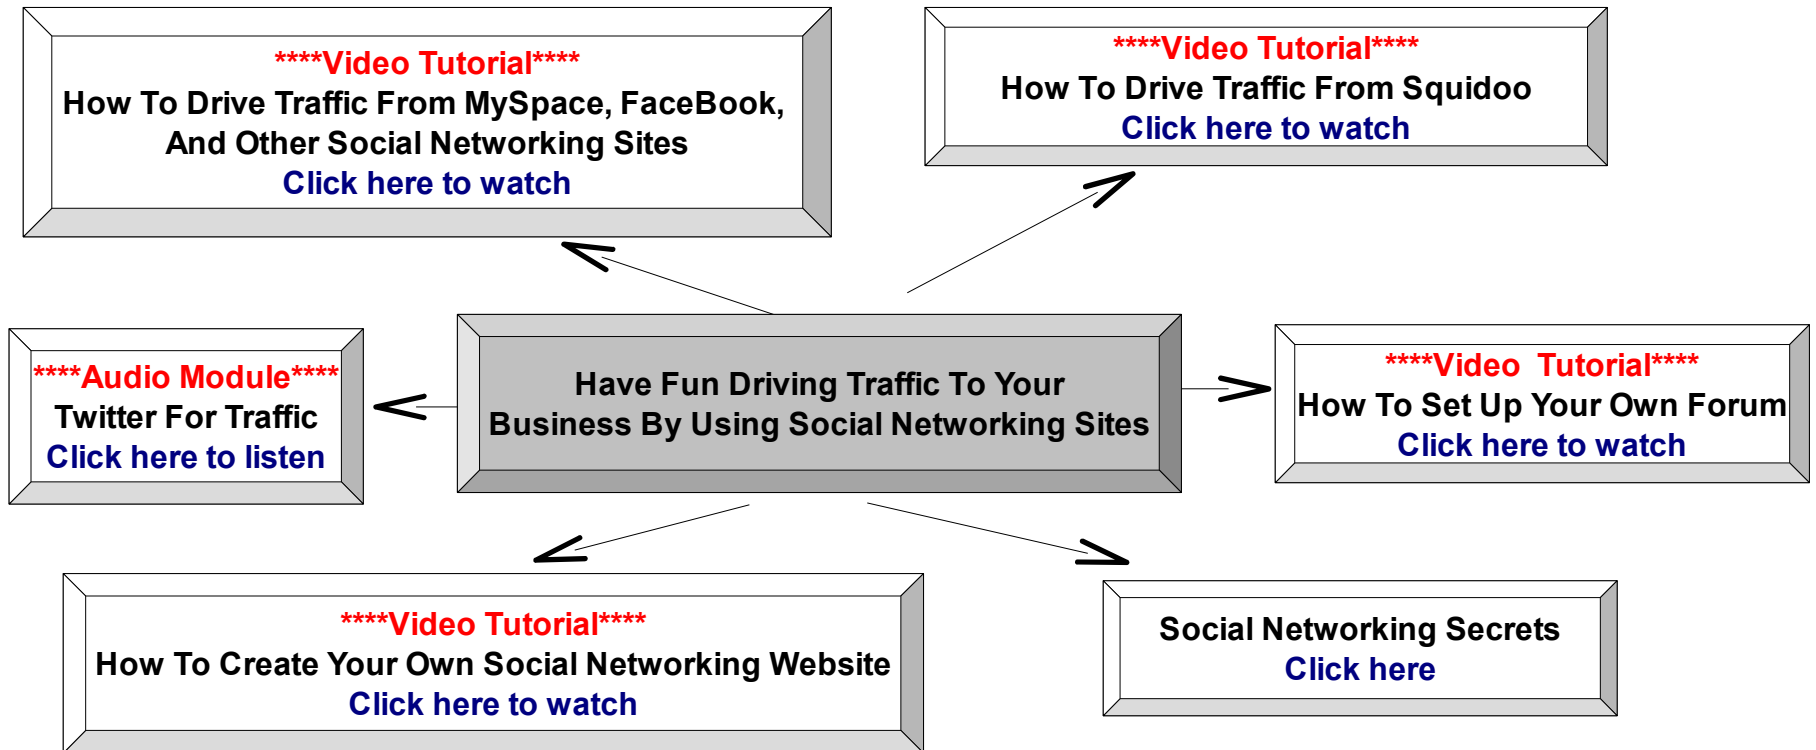 ****Video Tutorial****
How To Drive Traffic From MySpace, FaceBook,
And Other Social Networking Sites
Click here to watch
****Video Tutorial****
How To Drive Traffic From Squidoo
Click here to watch
****Audio Module****
Twitter For Traffic
Click here to listen
Have Fun Driving Traffic To Your
Business By Using Social Networking Sites
****Video  Tutorial****
How To Set Up Your Own Forum
Click here to watch
****Video Tutorial****
How To Create Your Own Social Networking Website
Click here to watch
Social Networking Secrets
Click here